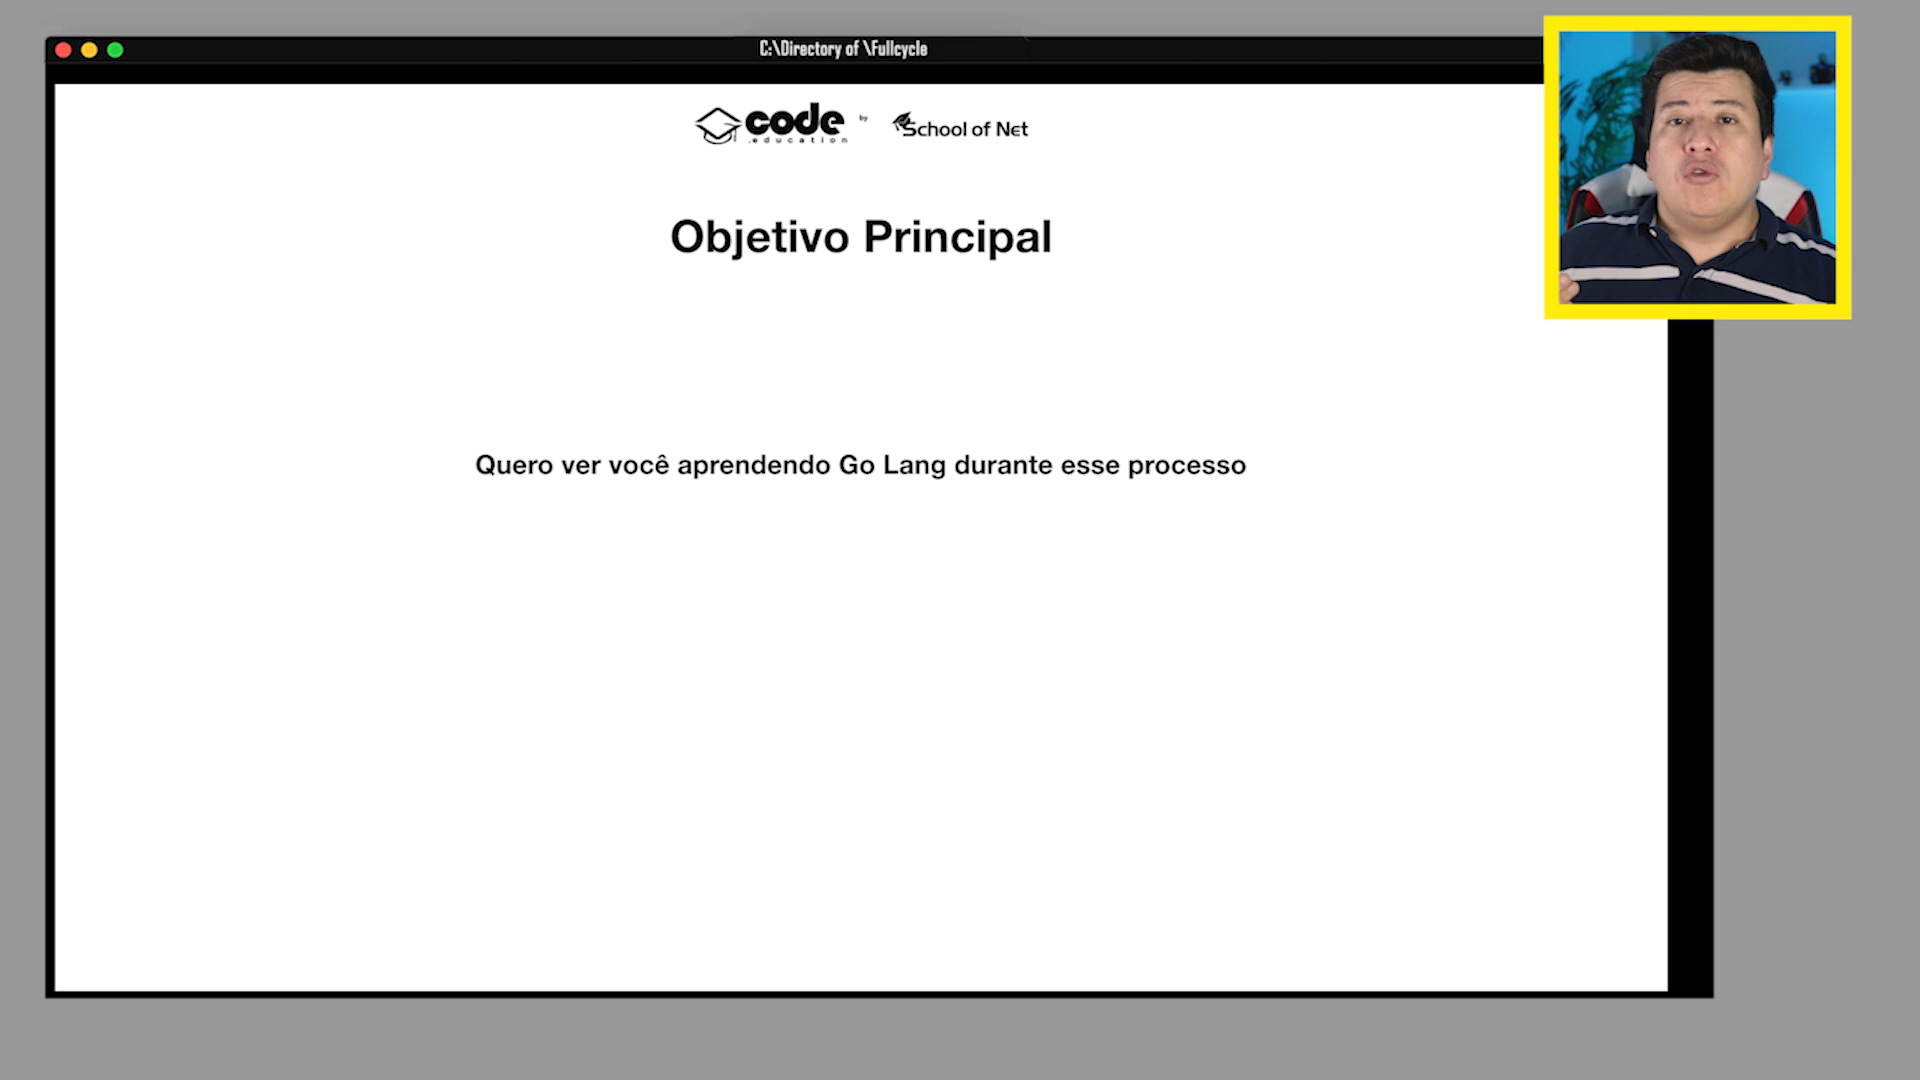 C:\Directory of \Fullcycle
code by School of Net
.education
Objetivo Principal
Quero ver você aprendendo Go Lang durante esse processo